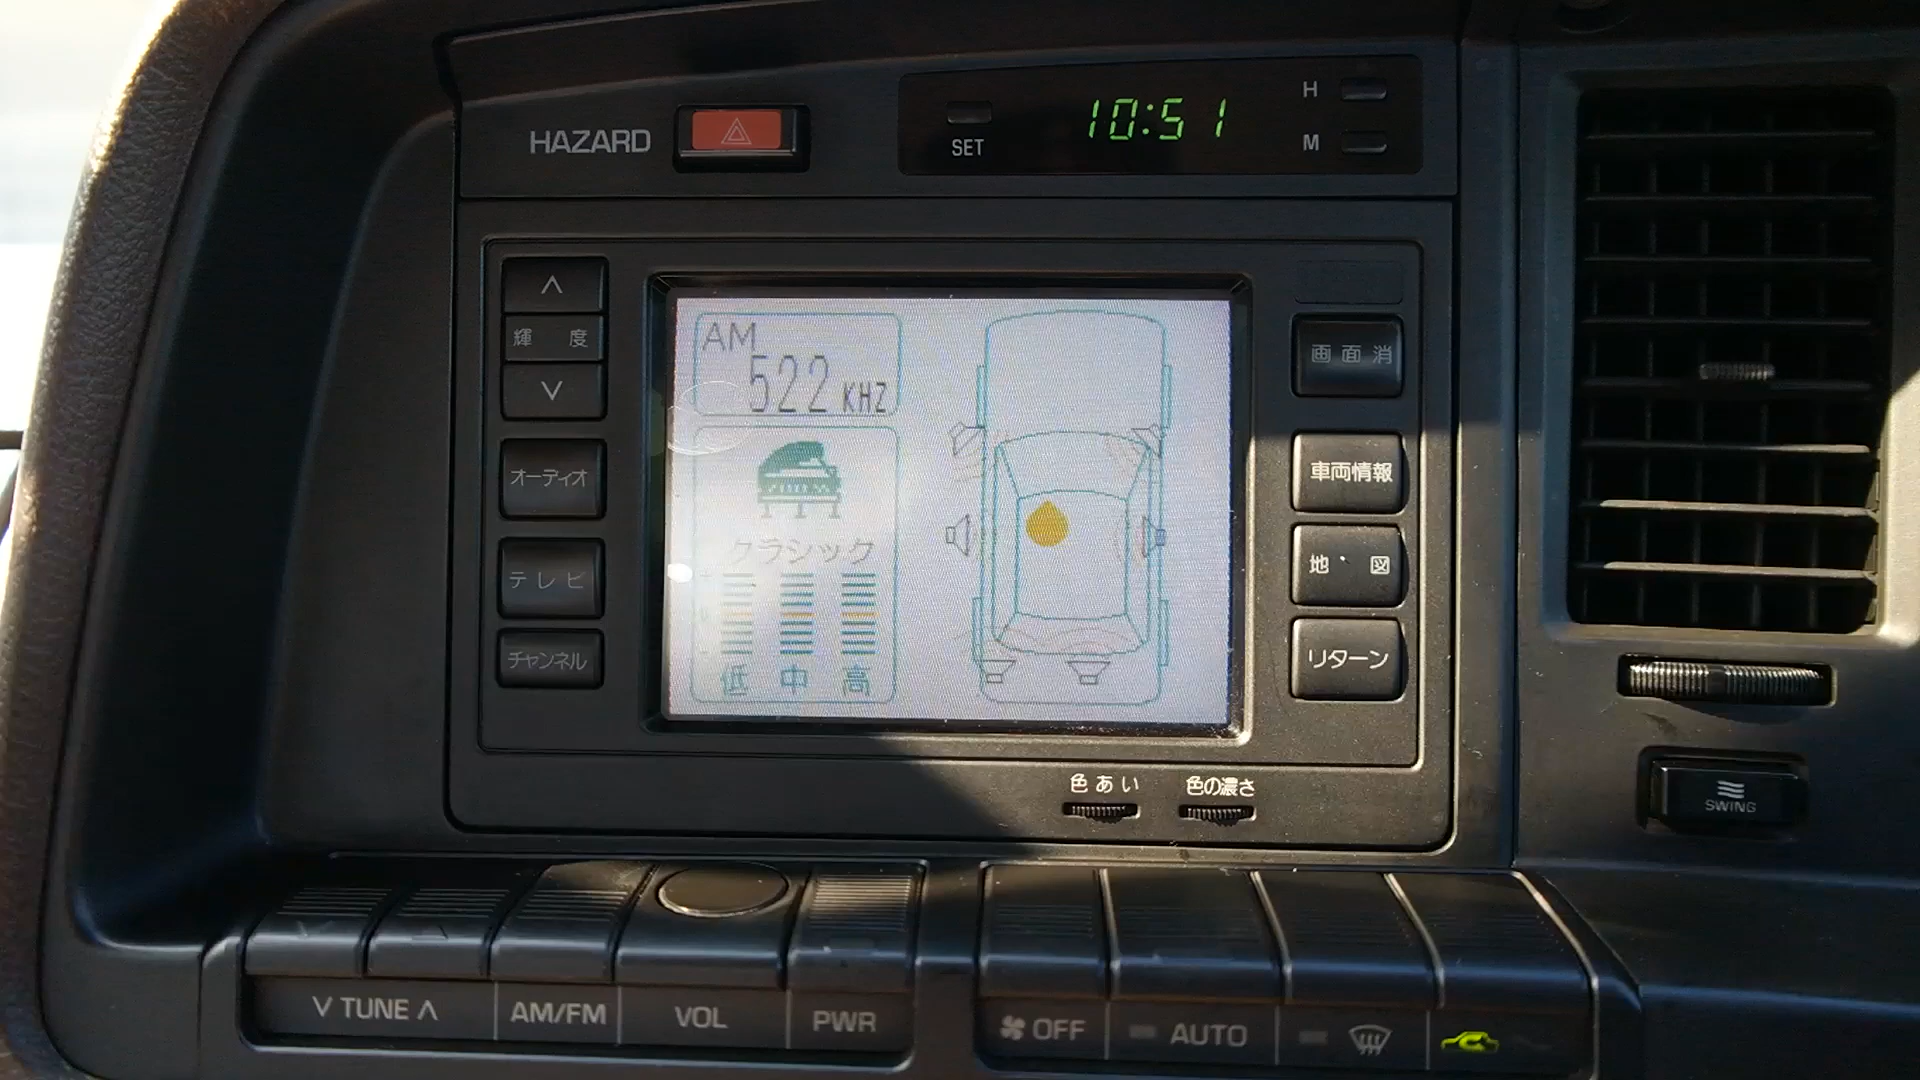 HAZARD
SET
10:51
H
M
輝度
オーディオ
テレビ
チャンネル
AM
522 KHZ
クラシック
低 中 高
画面消
車両情報
地図
リターン
色あい
色の濃さ
SWING
∨ TUNE ∧
AM/FM
VOL
PWR
OFF
AUTO